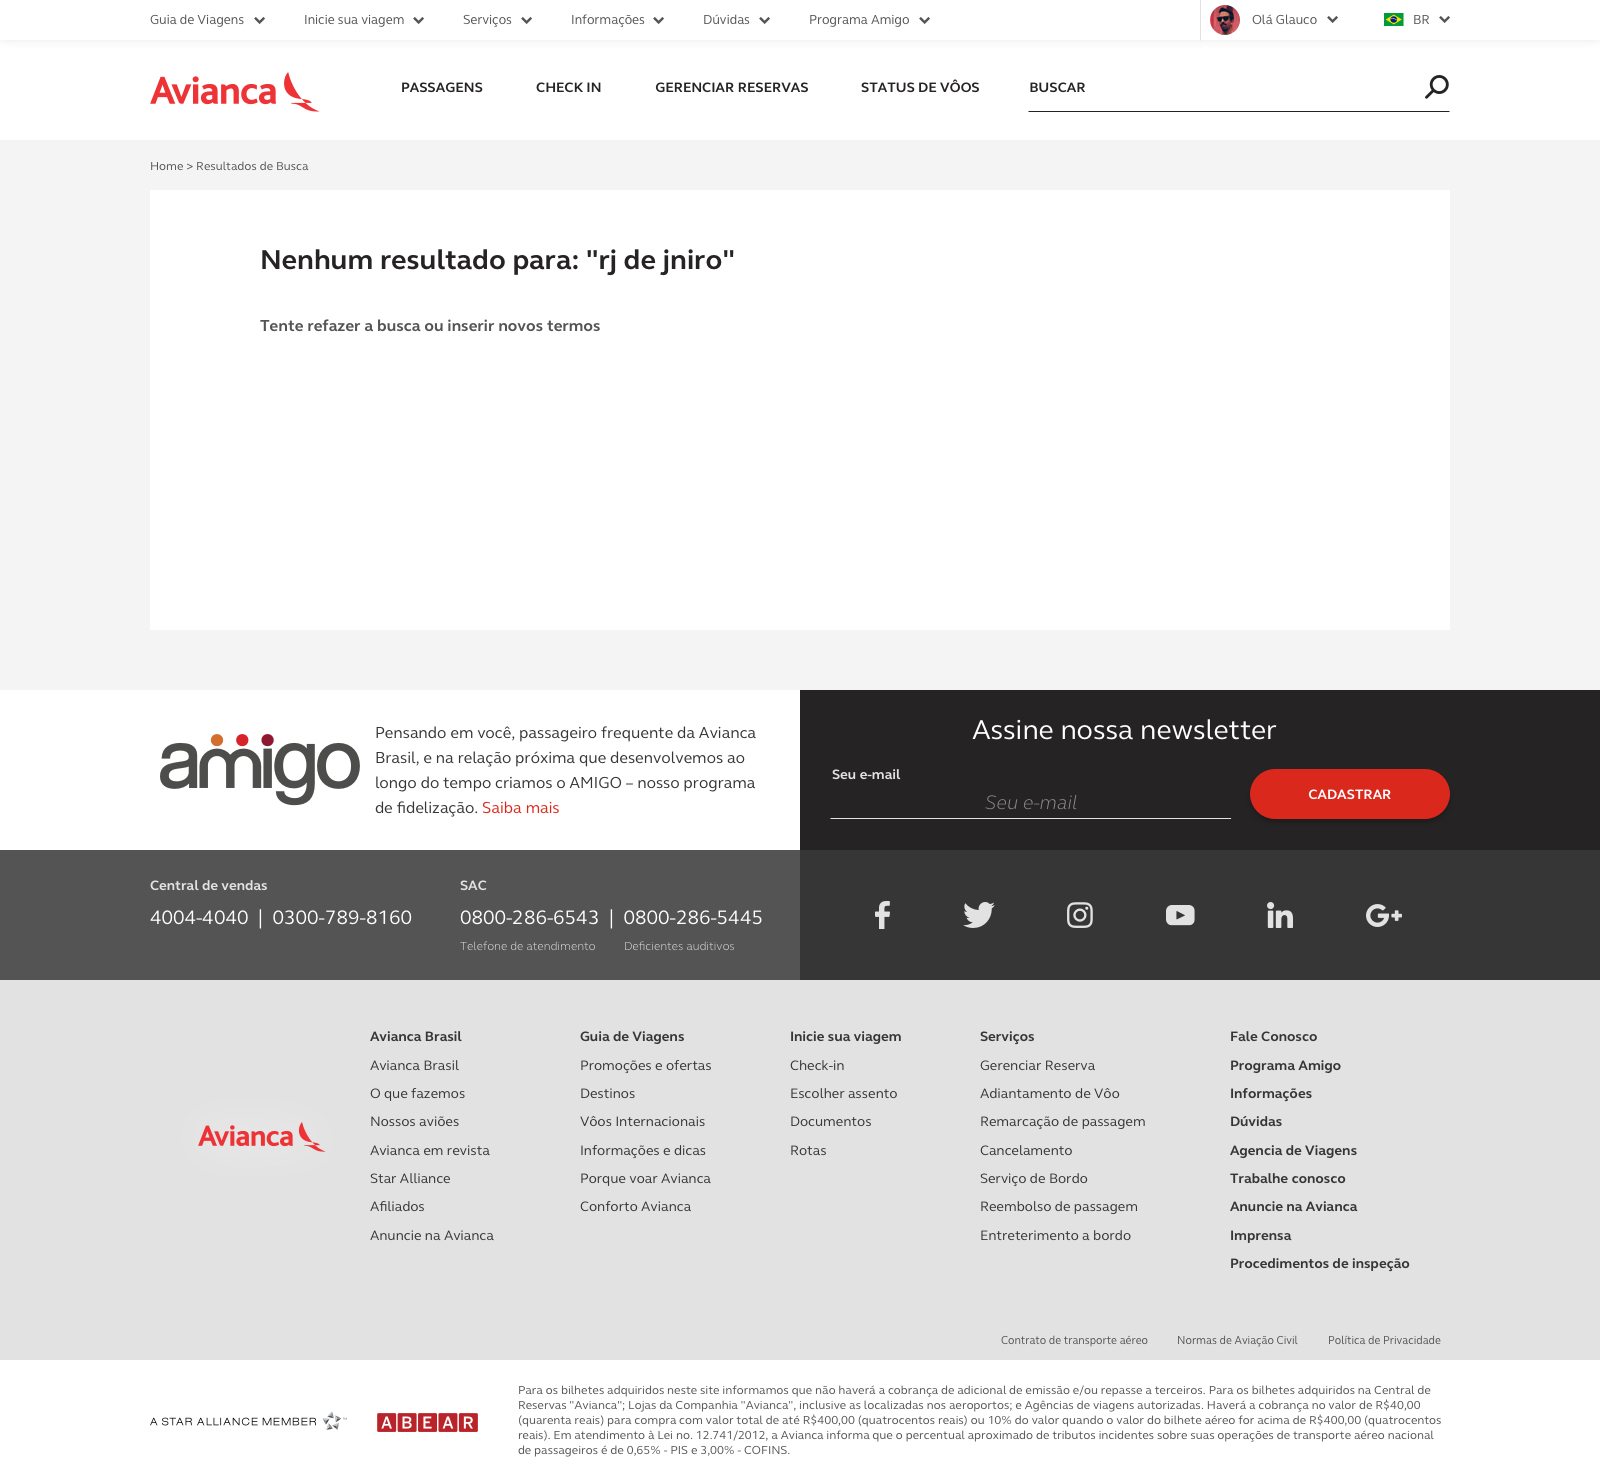 Guia de Viagens Inicie sua viagem Serviços Informações Dúvidas Programa Amigo Olá Glauco BR
Avianca PASSAGENS CHECK IN GERENCIAR RESERVAS STATUS DE VÔOS BUSCAR
Home > Resultados de Busca
Nenhum resultado para: "rj de jniro"
Tente refazer a busca ou inserir novos termos
amigo
Pensando em você, passageiro frequente da Avianca
Brasil, e na relação próxima que desenvolvemos ao
longo do tempo criamos o AMIGO – nosso programa
de fidelização. Saiba mais
Assine nossa newsletter
Seu e-mail
Seu e-mail
CADASTRAR
Central de vendas
4004-4040 | 0300-789-8160
SAC
0800-286-6543 | 0800-286-5445
Telefone de atendimento Deficientes auditivos
Avianca
Avianca Brasil
Avianca Brasil
O que fazemos
Nossos aviões
Avianca em revista
Star Alliance
Afiliados
Anuncie na Avianca
Guia de Viagens
Promoções e ofertas
Destinos
Vôos Internacionais
Informações e dicas
Porque voar Avianca
Conforto Avianca
Inicie sua viagem
Check-in
Escolher assento
Documentos
Rotas
Serviços
Gerenciar Reserva
Adiantamento de Vôo
Remarcação de passagem
Cancelamento
Serviço de Bordo
Reembolso de passagem
Entreterimento a bordo
Fale Conosco
Programa Amigo
Informações
Dúvidas
Agencia de Viagens
Trabalhe conosco
Anuncie na Avianca
Imprensa
Procedimentos de inspeção
Contrato de transporte aéreo Normas de Aviação Civil Política de Privacidade
A STAR ALLIANCE MEMBER
ABEAR
Para os bilhetes adquiridos neste site informamos que não haverá a cobrança de adicional de emissão e/ou repasse a terceiros. Para os bilhetes adquiridos na Central de
Reservas "Avianca"; Lojas da Companhia "Avianca", inclusive as localizadas nos aeroportos; e Agências de viagens autorizadas. Haverá a cobrança no valor de R$40,00
(quarenta reais) para compra com valor total de até R$400,00 (quatrocentos reais) ou 10% do valor quando o valor do bilhete aéreo for acima de R$400,00 (quatrocentos
reais). Em atendimento à Lei no. 12.741/2012, a Avianca informa que o percentual aproximado de tributos incidentes sobre suas operações de transporte aéreo nacional
de passageiros é de 0,65% - PIS e 3,00% - COFINS.